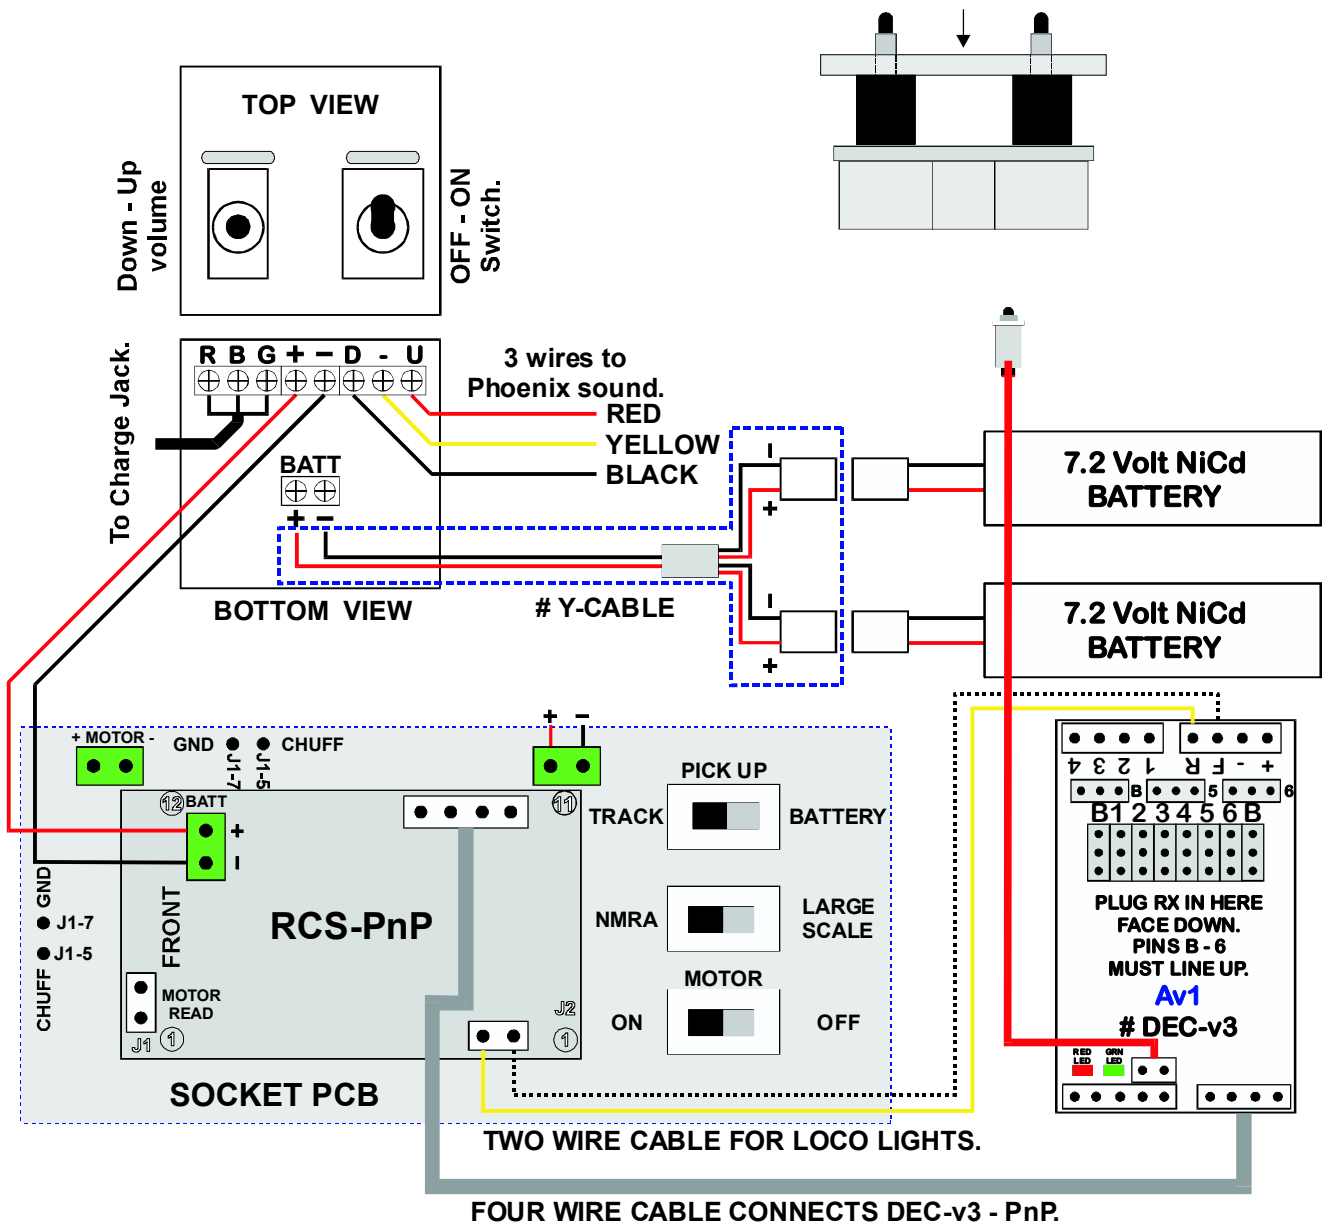 TOP VIEW
Down - Up
volume
OFF - ON
Switch.
To Charge Jack.
R B G + − D - U
3 wires to
Phoenix sound.
RED
YELLOW
BLACK
BATT
+ −
BOTTOM VIEW
# Y-CABLE
−
+
−
+
7.2 Volt NiCd
BATTERY
7.2 Volt NiCd
BATTERY
+ MOTOR -
GND
CHUFF
J1-7
J1-5
+ −
12
BATT
+
−
11
FRONT
RCS-PnP
GND
J1-7
J1-5
CHUFF
MOTOR
READ
J1
1
J2
1
SOCKET PCB
PICK UP
TRACK
BATTERY
NMRA
LARGE
SCALE
MOTOR
ON
OFF
4 3 2 1
R F - +
B 5 6
B 1 2 3 4 5 6 B
PLUG RX IN HERE
FACE DOWN.
PINS B - 6
MUST LINE UP.
Av1
# DEC-v3
RED
LED
GRN
LED
TWO WIRE CABLE FOR LOCO LIGHTS.
FOUR WIRE CABLE CONNECTS DEC-v3 - PnP.